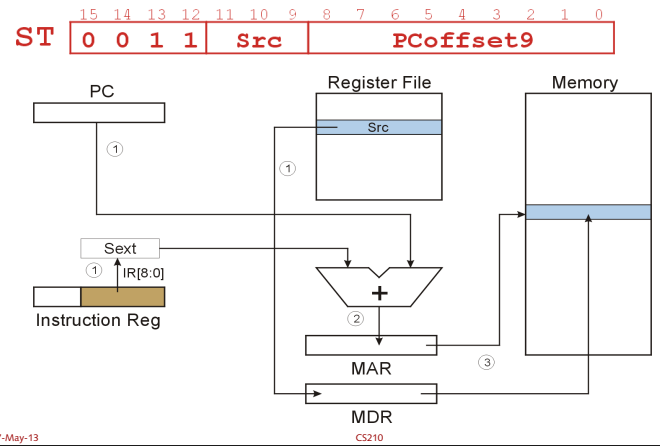 15 14 13 12 11 10 9 8 7 6 5 4 3 2 1 0
ST 0 0 1 1 Src PCoffset9
PC Register File Memory
Src
1
1
Sext
1 IR[8:0]
+
Instruction Reg
2
MAR
3
MDR
-May-13 CS210